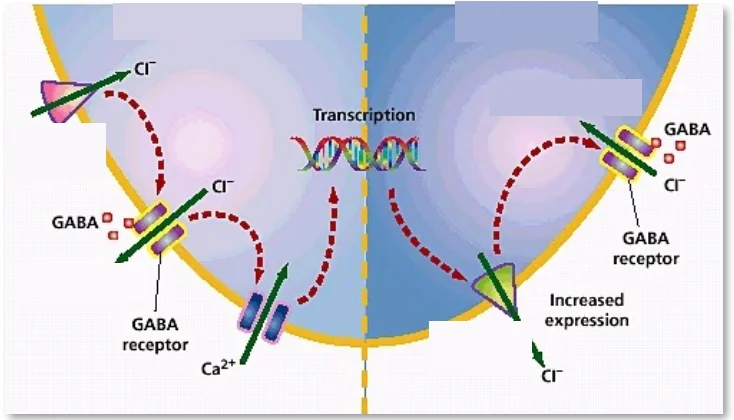 Cl⁻
Transcription
GABA
Cl⁻
Cl⁻
GABA
GABA
receptor
Increased
expression
GABA
receptor
Ca²⁺
Cl⁻